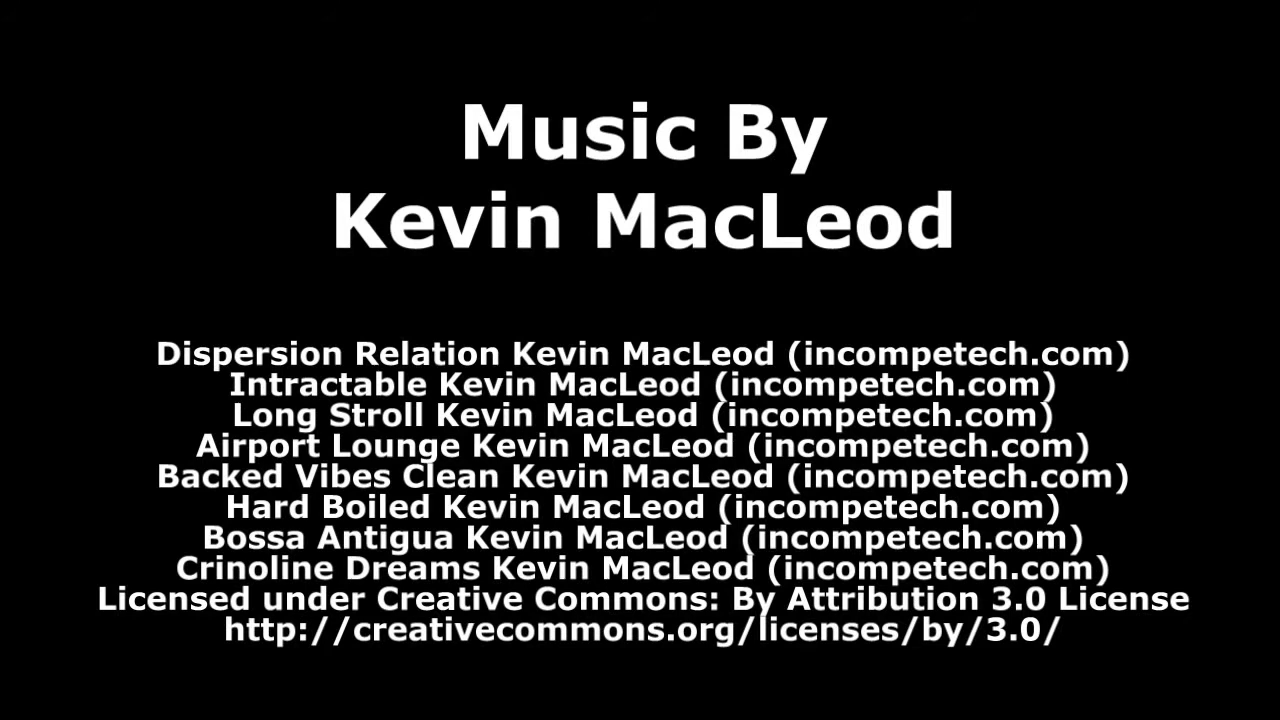 Music By
Kevin MacLeod
Dispersion Relation Kevin MacLeod (incompetech.com)
Intractable Kevin MacLeod (incompetech.com)
Long Stroll Kevin MacLeod (incompetech.com)
Airport Lounge Kevin MacLeod (incompetech.com)
Backed Vibes Clean Kevin MacLeod (incompetech.com)
Hard Boiled Kevin MacLeod (incompetech.com)
Bossa Antigua Kevin MacLeod (incompetech.com)
Crinoline Dreams Kevin MacLeod (incompetech.com)
Licensed under Creative Commons: By Attribution 3.0 License
http://creativecommons.org/licenses/by/3.0/